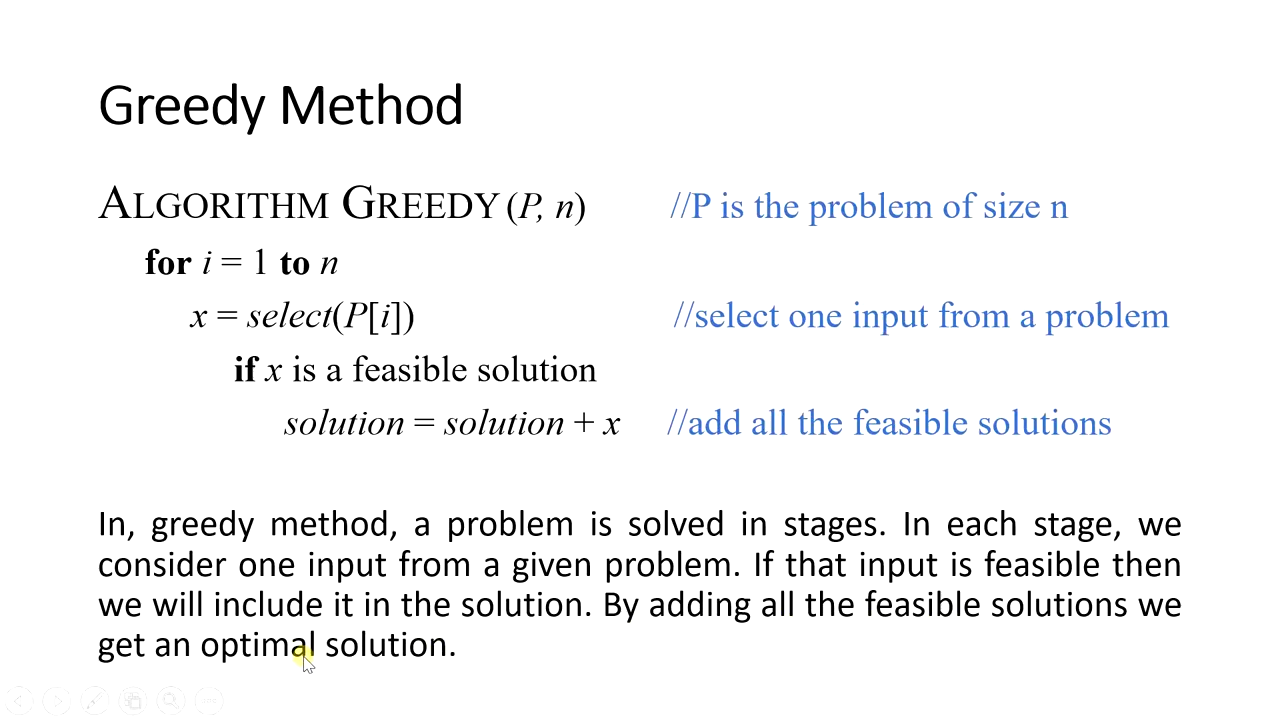 Greedy Method
ALGORITHM GREEDY (P, n) //P is the problem of size n
for i = 1 to n
x = select(P[i]) //select one input from a problem
if x is a feasible solution
solution = solution + x //add all the feasible solutions
In, greedy method, a problem is solved in stages. In each stage, we
consider one input from a given problem. If that input is feasible then
we will include it in the solution. By adding all the feasible solutions we
get an optimal solution.